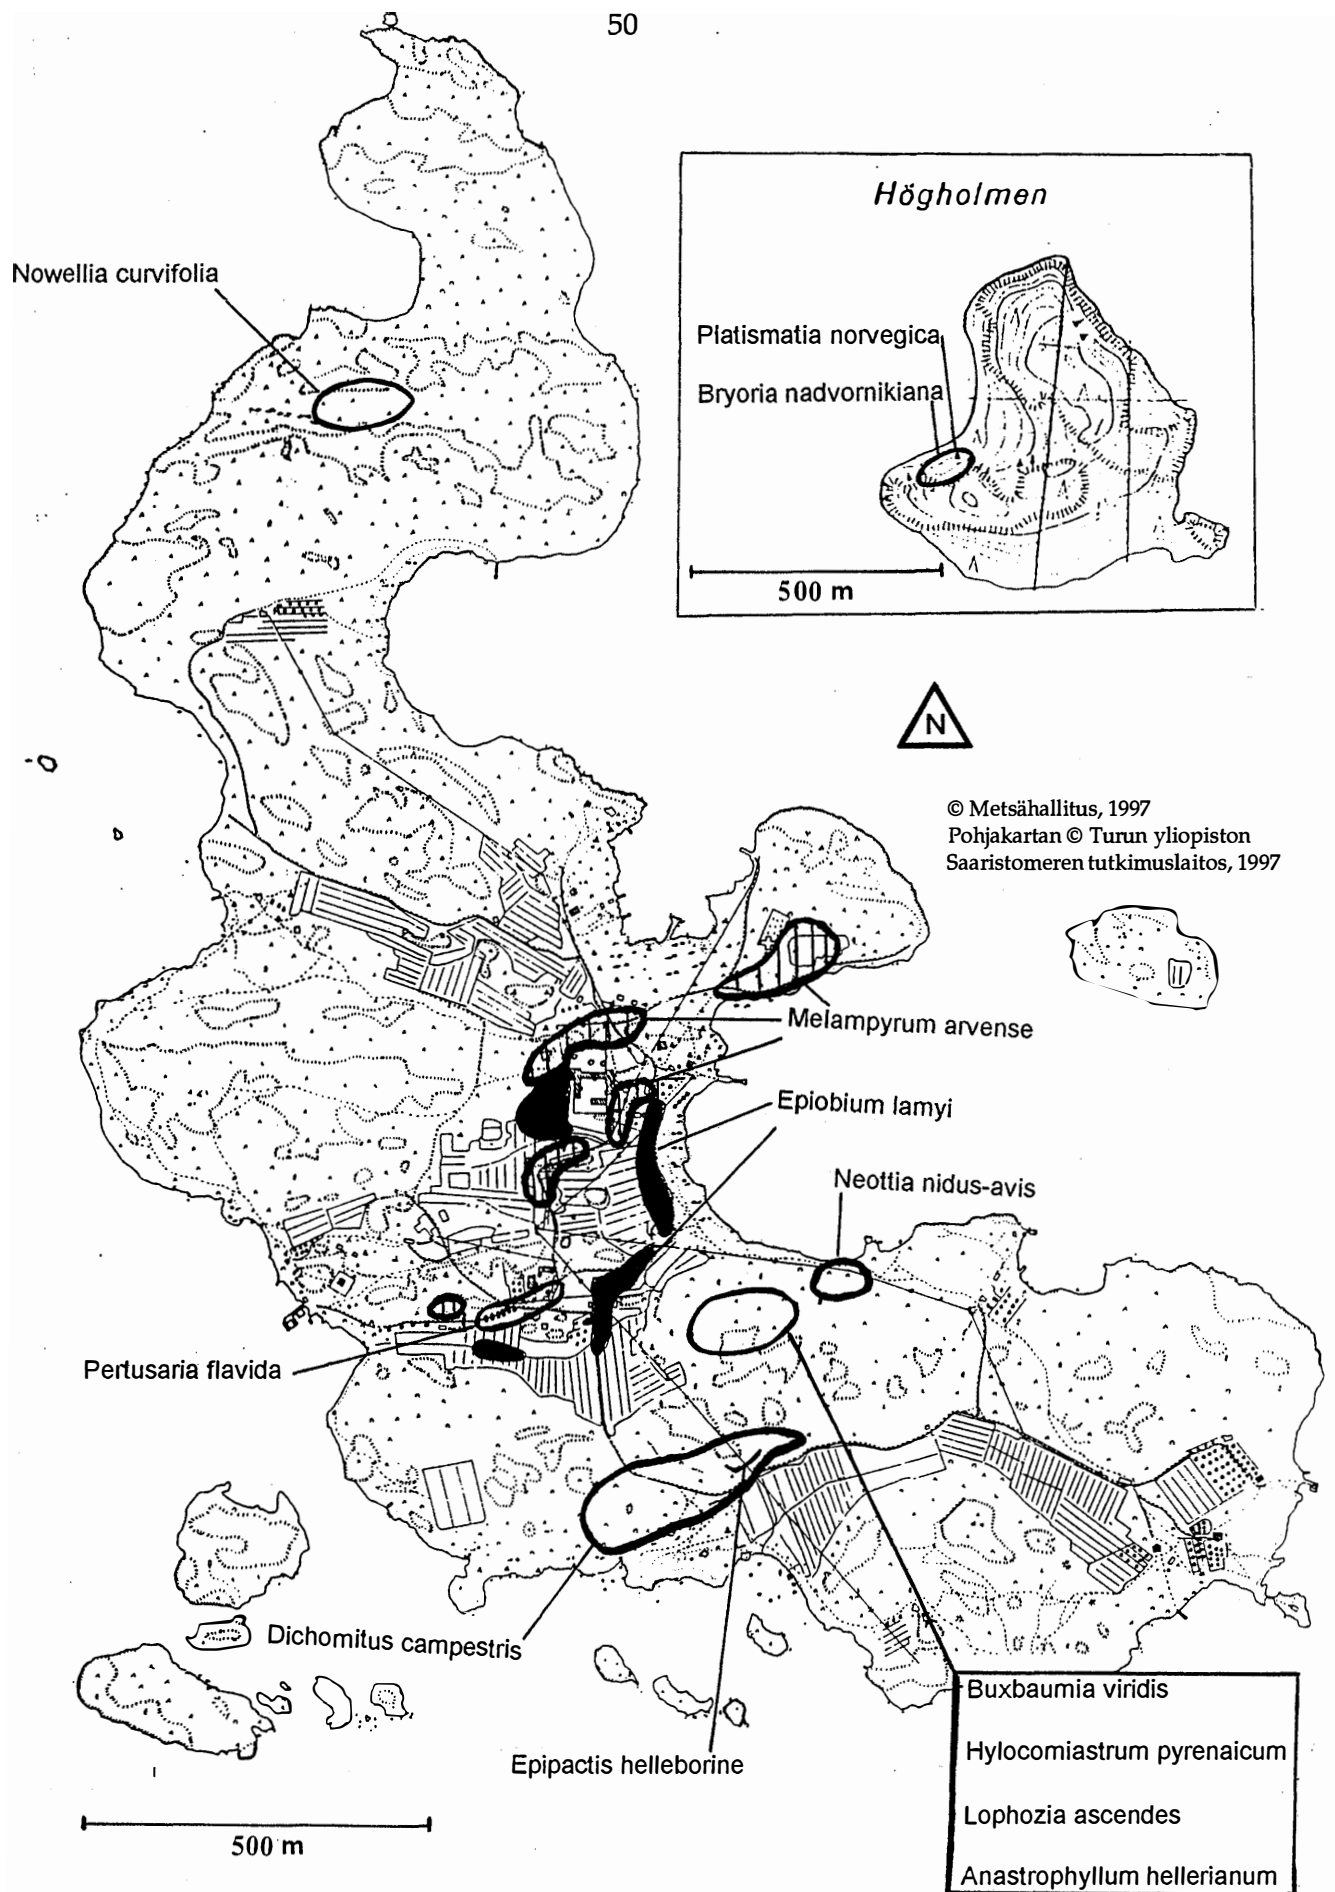 50
Högholmen
Nowellia curvifolia
Platismatia norvegica
Bryoria nadvornikiana
500 m
N
© Metsähallitus, 1997
Pohjakartan © Turun yliopiston
Saaristomeren tutkimuslaitos, 1997
Melampyrum arvense
Epiobium lamyi
Neottia nidus-avis
Pertusaria flavida
Dichomitus campestris
Epipactis helleborine
Buxbaumia viridis
Hylocomiastrum pyrenaicum
Lophozia ascendes
Anastrophyllum hellerianum
500 m